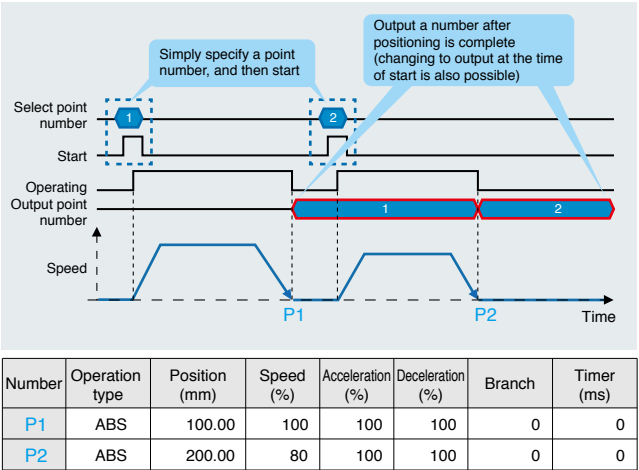 Simply specify a point
number, and then start
Output a number after
positioning is complete
(changing to output at the time
of start is also possible)
Select point
number
1
2
Start
Operating
Output point
number
1
2
Speed
P1
P2
Time
Number Operation type Position (mm) Speed (%) Acceleration (%) Deceleration (%) Branch Timer (ms)
P1 ABS 100.00 100 100 100 0 0
P2 ABS 200.00 80 100 100 0 0